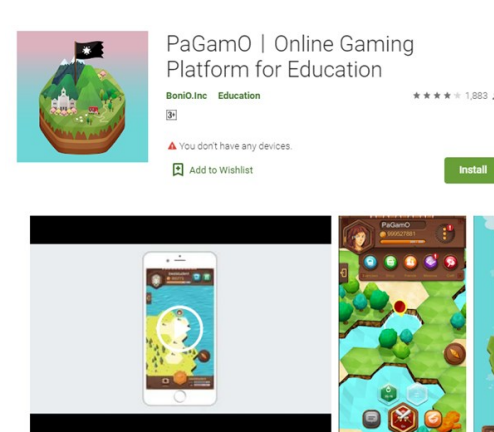 PaGamO | Online Gaming
Platform for Education
BoniO.Inc Education
1,883
3+
You don't have any devices.
Add to Wishlist
Install
PaGamO